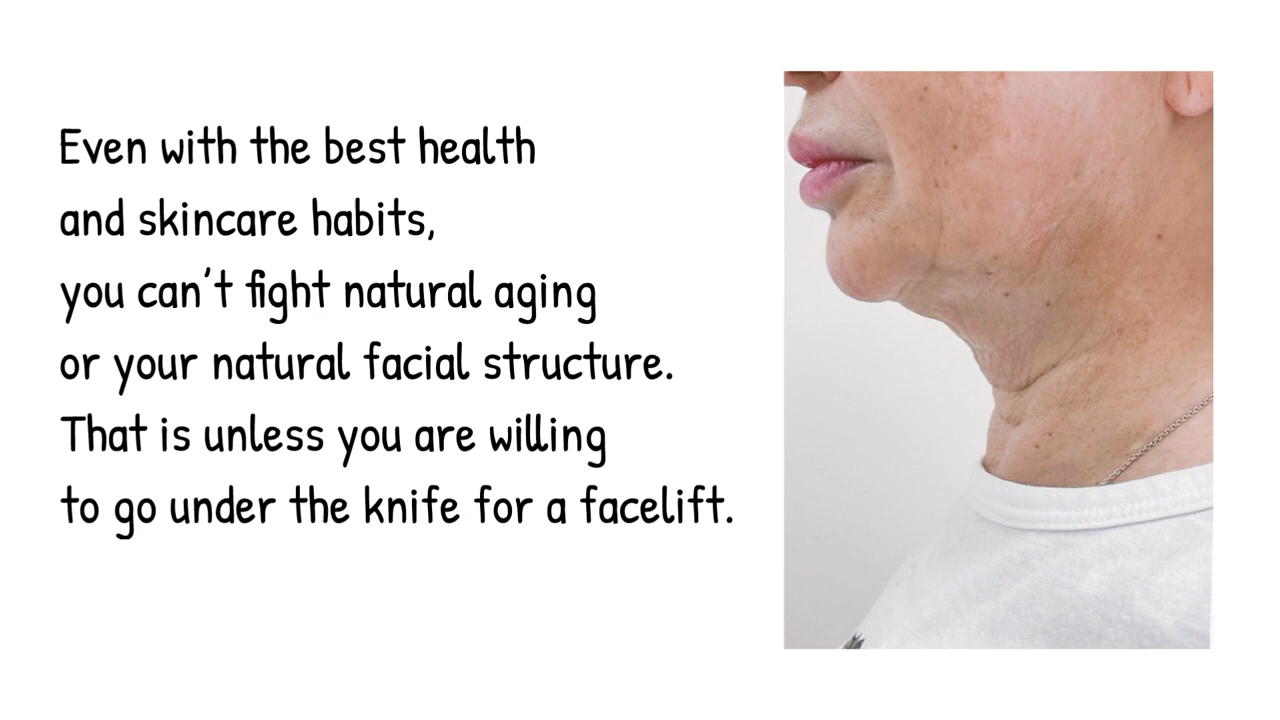 Even with the best health
and skincare habits,
you can't fight natural aging
or your natural facial structure.
That is unless you are willing
to go under the knife for a facelift.